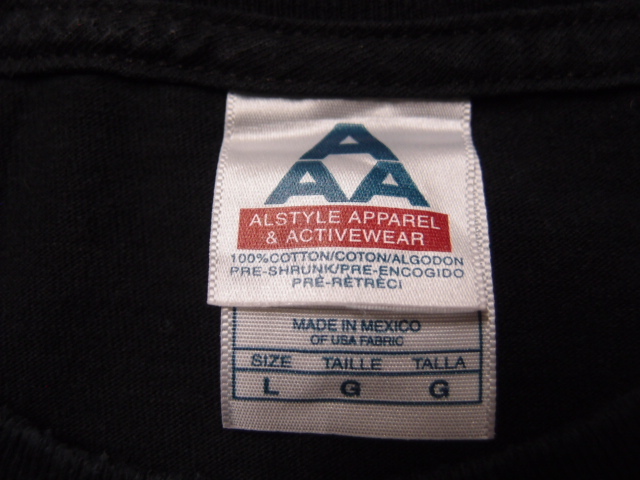 A
AA
ALSTYLE APPAREL
& ACTIVEWEAR
100% COTTON/COTON/ALGODON
PRE-SHRUNK/PRE-ENCOGIDO
PRÉ-RÉTRÉCI
MADE IN MEXICO
OF USA FABRIC
SIZE TAILLE TALLA
L G G